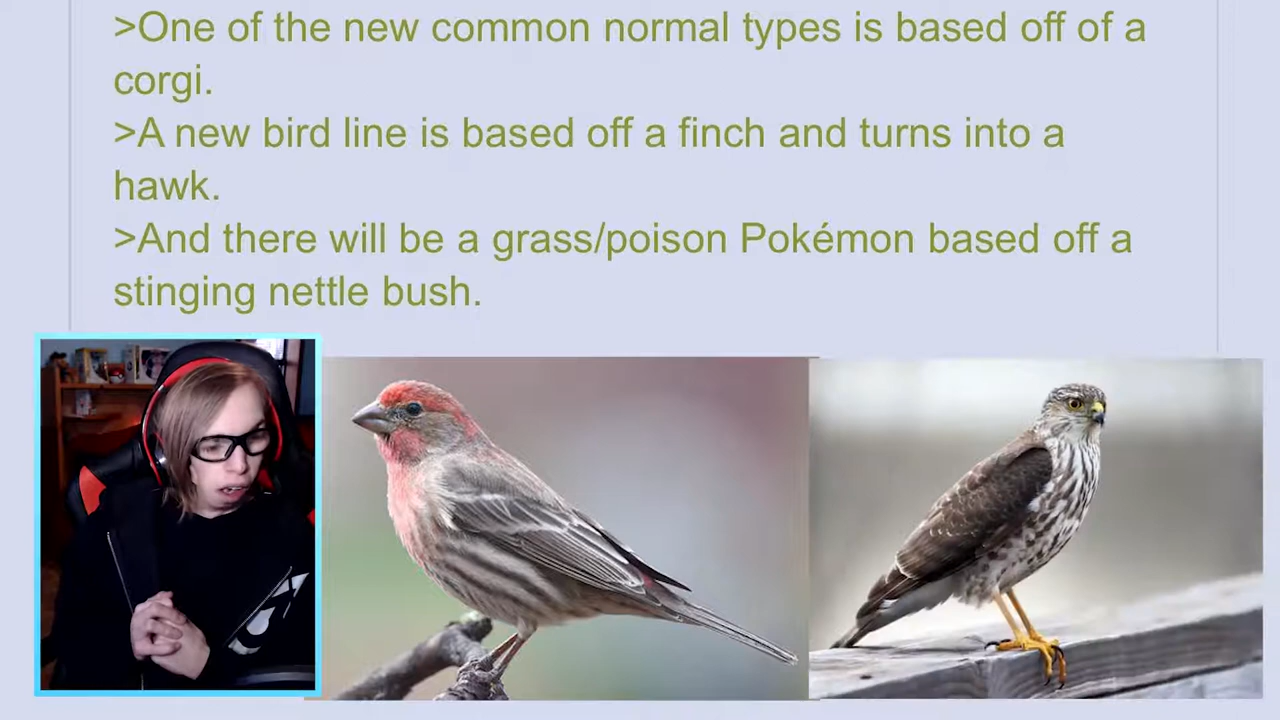 >One of the new common normal types is based off of a
corgi.
>A new bird line is based off a finch and turns into a
hawk.
>And there will be a grass/poison Pokémon based off a
stinging nettle bush.